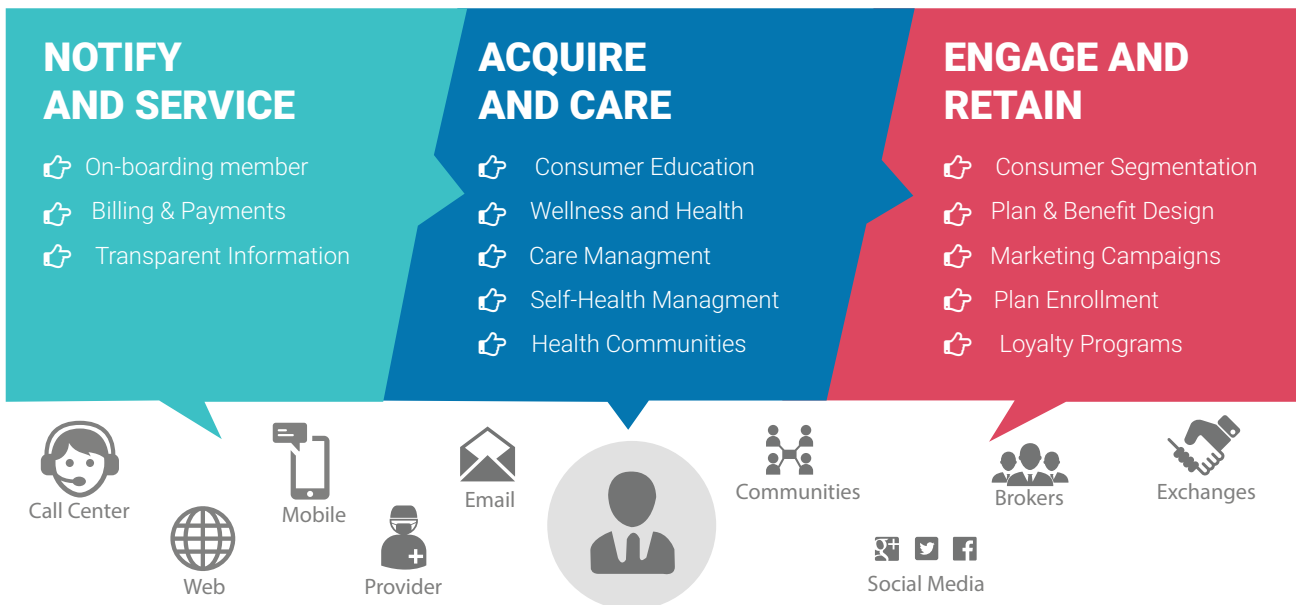 NOTIFY
AND SERVICE
On-boarding member
Billing & Payments
Transparent Information
ACQUIRE
AND CARE
Consumer Education
Wellness and Health
Care Managment
Self-Health Managment
Health Communities
ENGAGE AND
RETAIN
Consumer Segmentation
Plan & Benefit Design
Marketing Campaigns
Plan Enrollment
Loyalty Programs
Call Center
Web
Mobile
Provider
Email
Communities
Social Media
Brokers
Exchanges